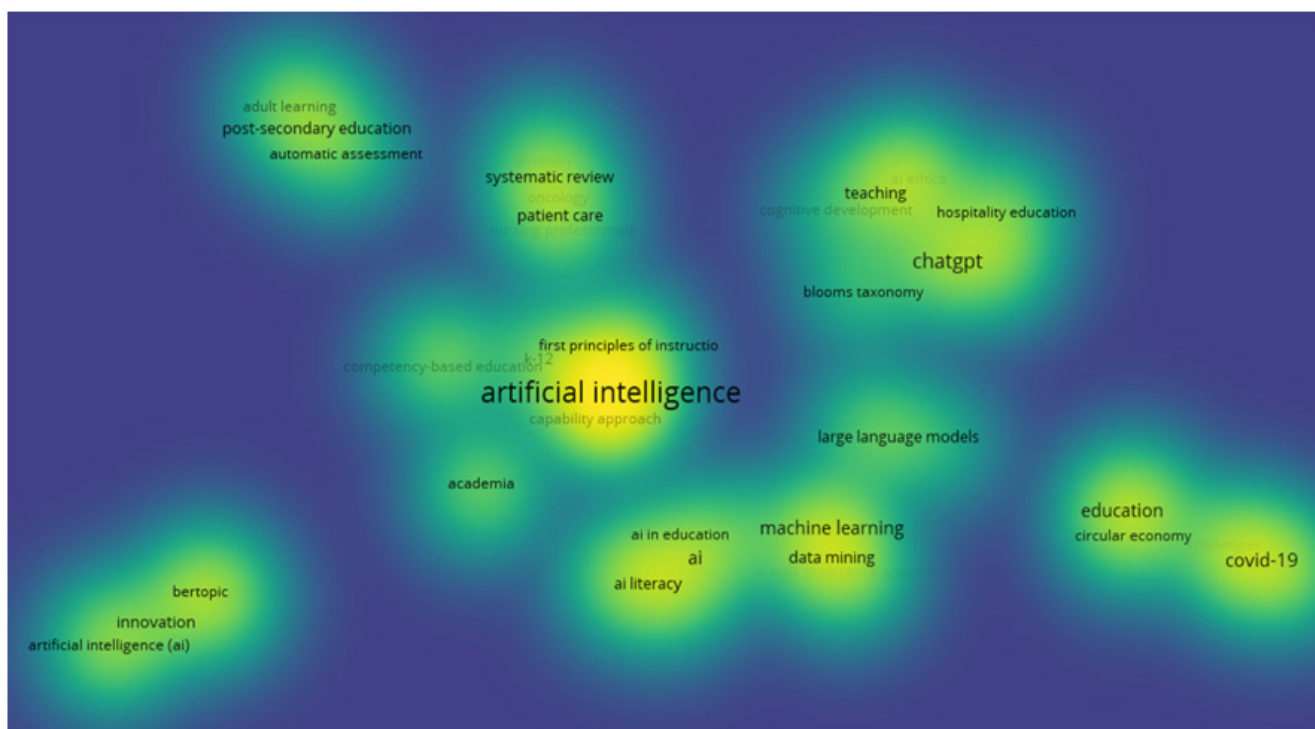 adult learning
post-secondary education
automatic assessment
systematic review
oncology
patient care
nursing professionals
ai ethics
teaching
cognitive development
hospitality education
chatgpt
blooms taxonomy
first principles of instructio
k-12
competency-based education
artificial intelligence
capability approach
large language models
academia
education
machine learning
ai in education
circular economy
challenges
data mining
ai
covid-19
ai literacy
bertopic
innovation
artificial intelligence (ai)